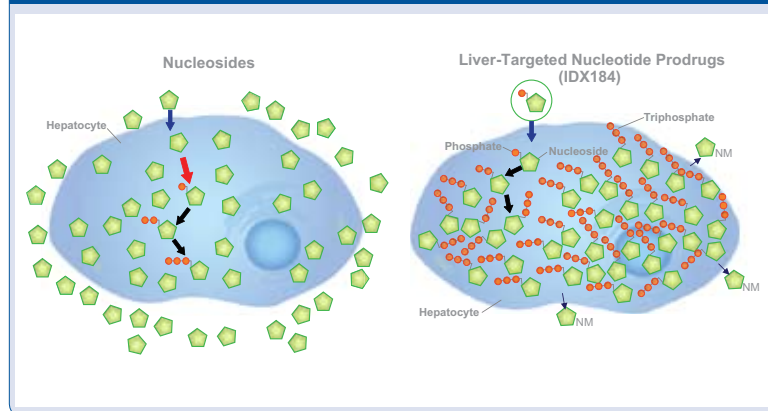 Nucleosides
Hepatocyte
Liver-Targeted Nucleotide Prodrugs
(IDX184)
Triphosphate
Phosphate
Nucleoside
NM
NM
Hepatocyte
NM